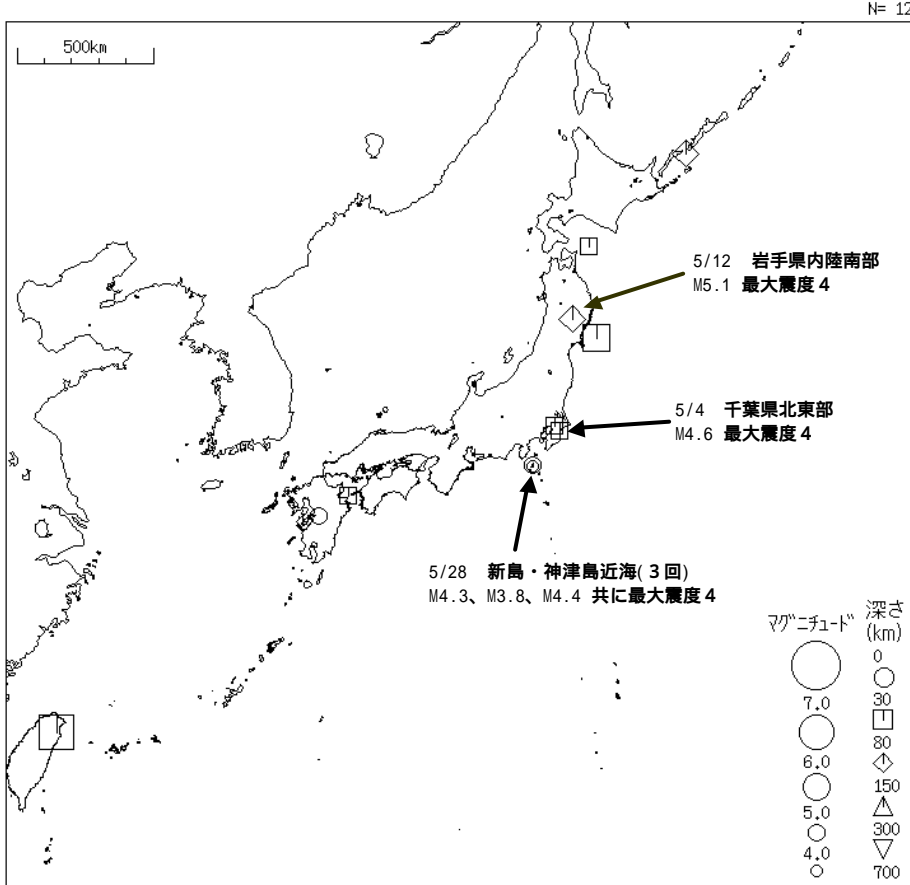 N= 12
500km
5/12 岩手県内陸南部
M5.1 最大震度４
5/4 千葉県北東部
M4.6 最大震度４
5/28 新島・神津島近海(３回)
M4.3、M3.8、M4.4 共に最大震度４
マグニチュード 深さ
(km)
0
7.0 30
6.0 80
5.0 150
4.0 300
700